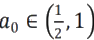 a₀ ∈ (1/2, 1)